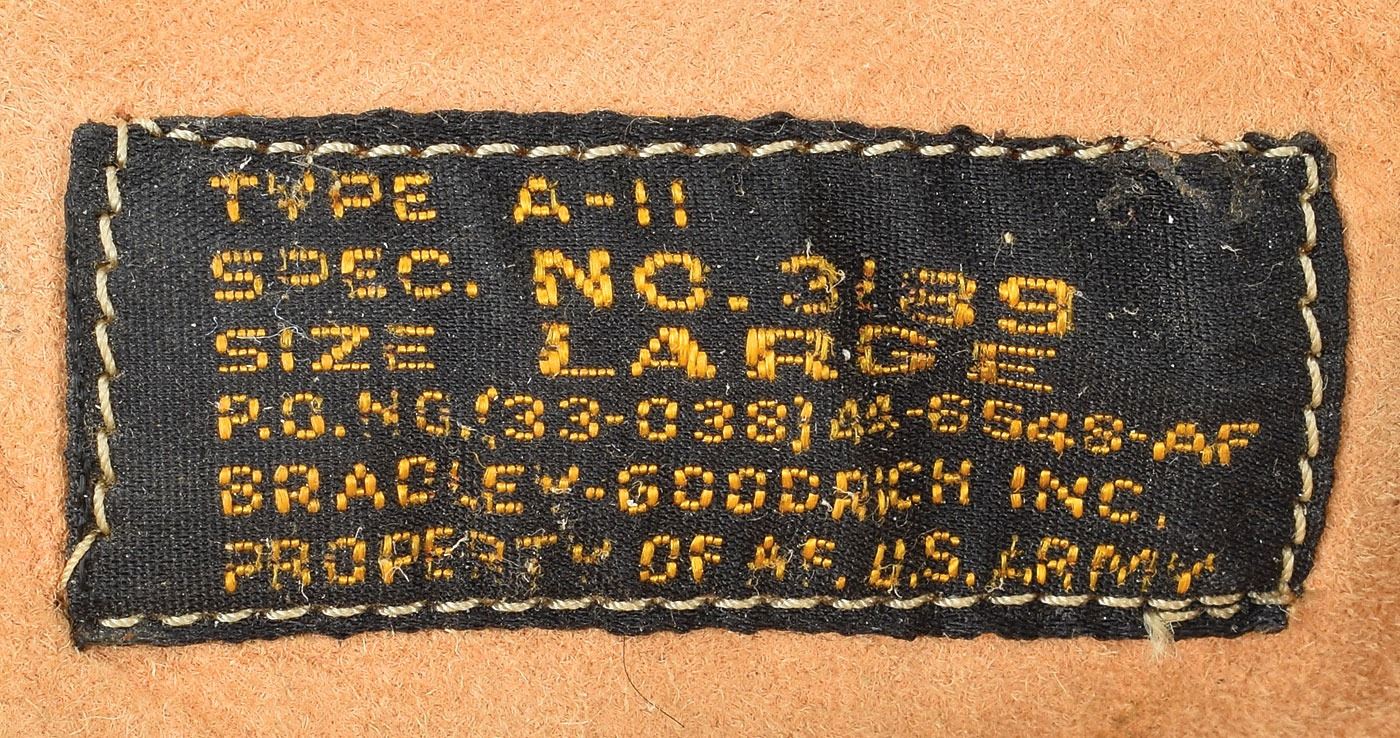 TYPE A-11
SPEC. NO. 3189
SIZE LARGE
P.O. NO. (33-038) 44-6548-AF
BRADLEY-GOODRICH INC.
PROPERTY OF AF. U.S. ARMY